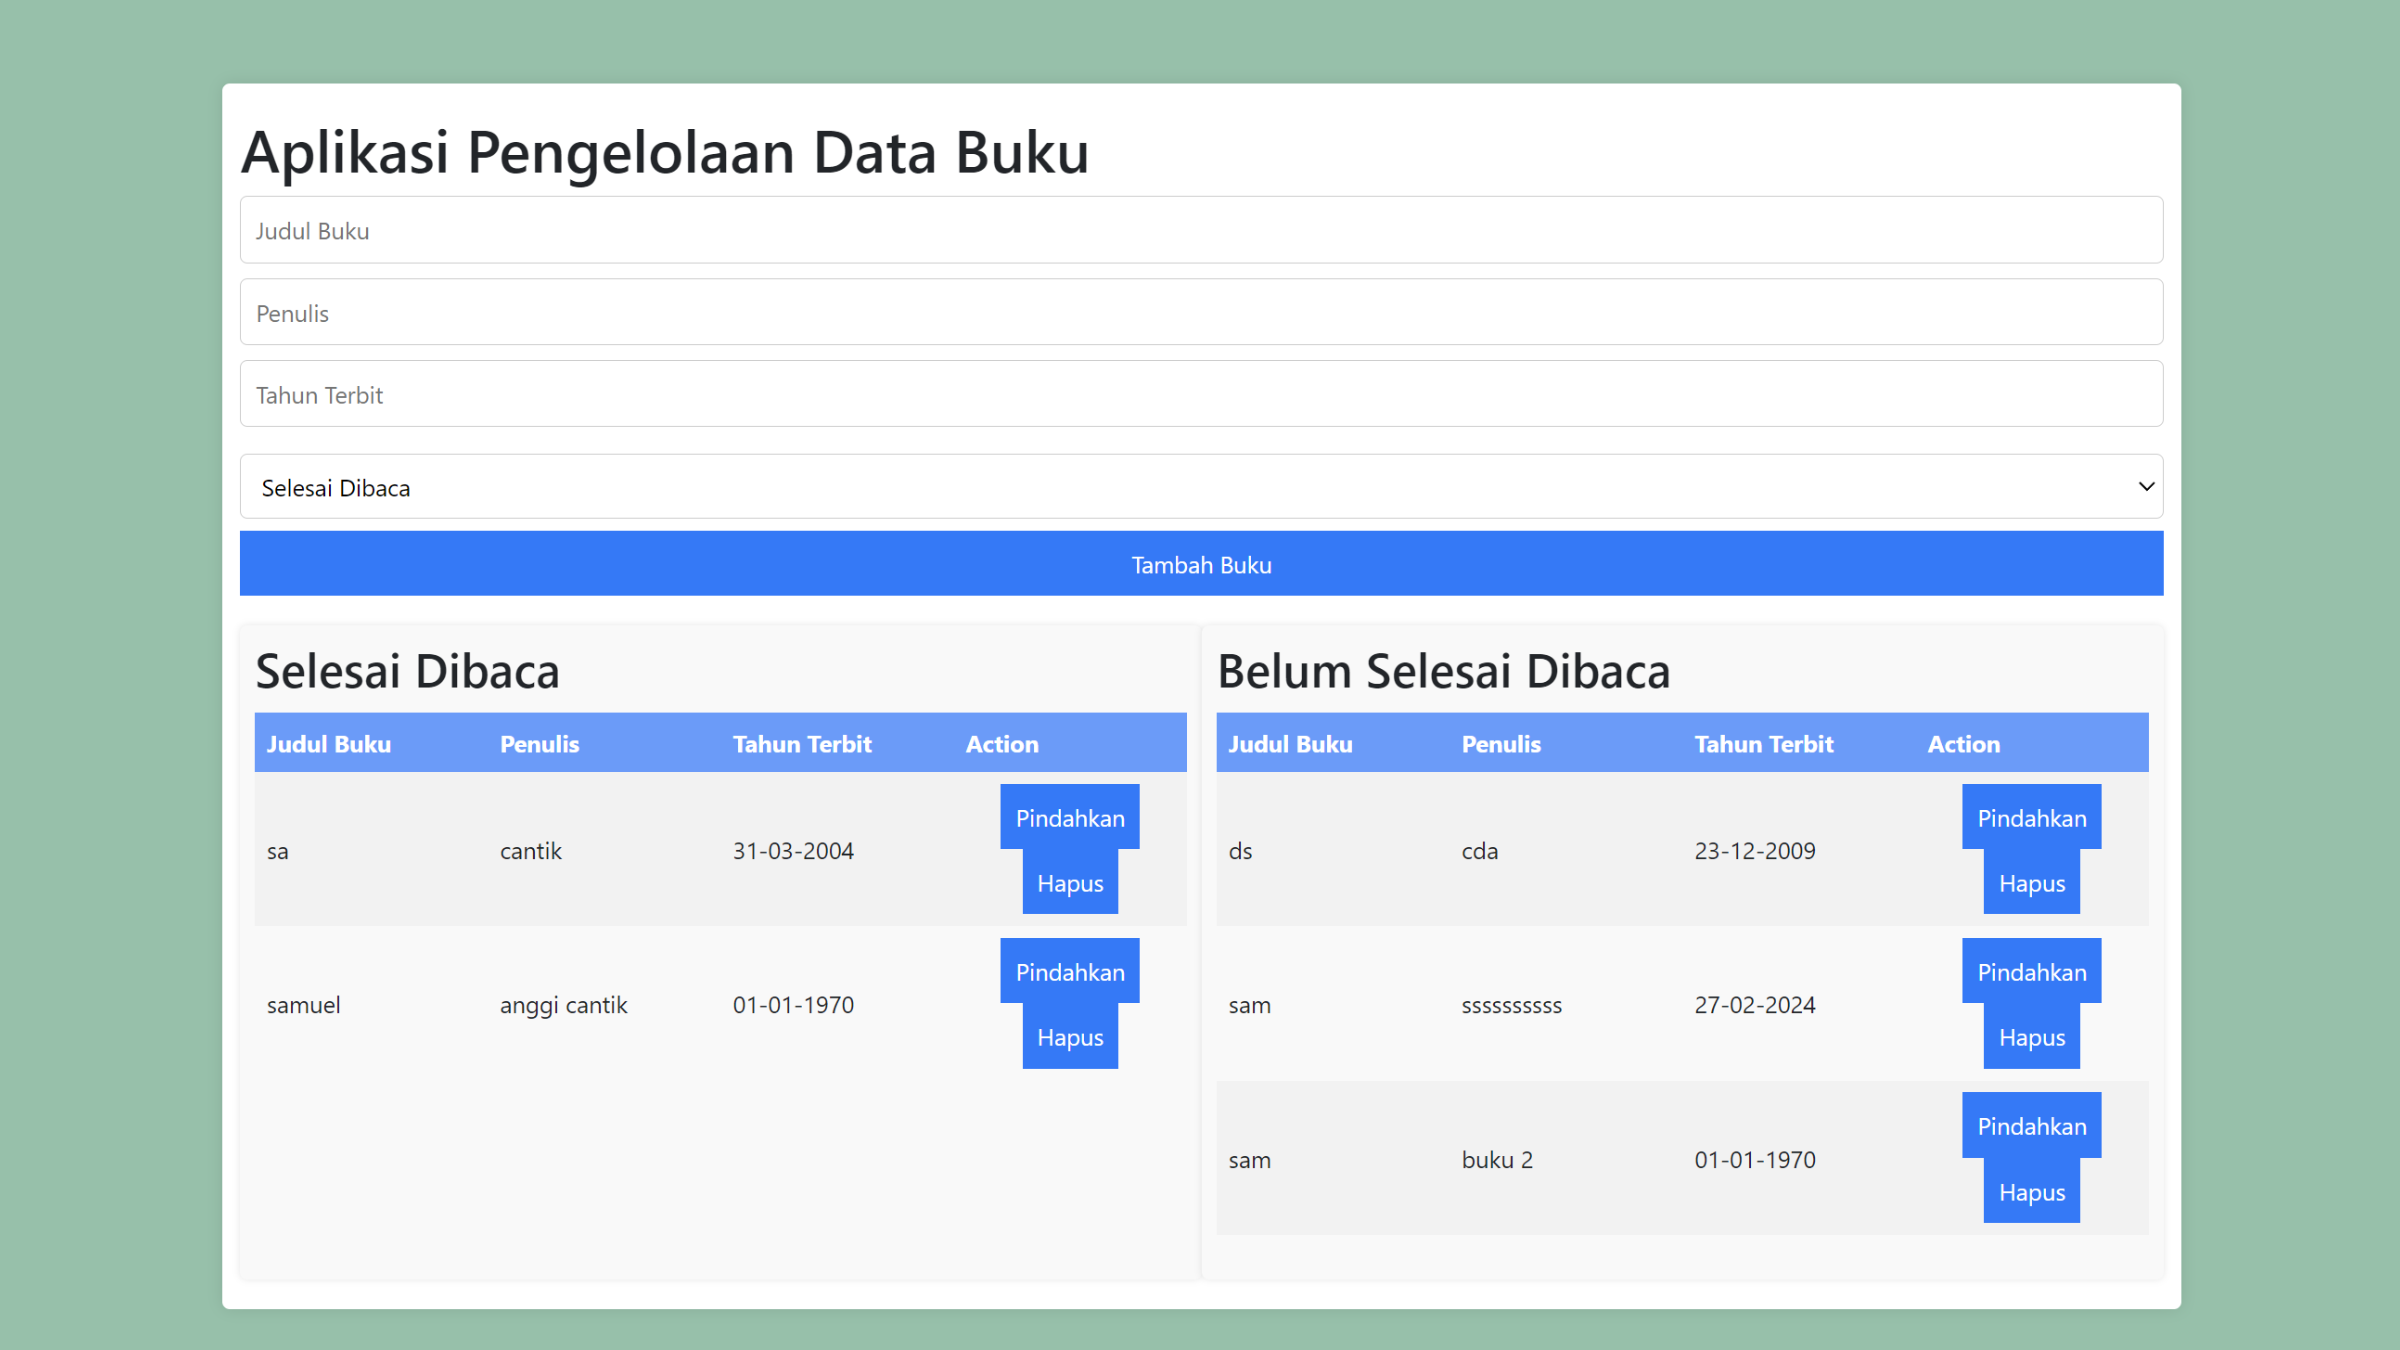 Aplikasi Pengelolaan Data Buku
Judul Buku
Penulis
Tahun Terbit
Selesai Dibaca
Tambah Buku
Selesai Dibaca
Judul Buku Penulis Tahun Terbit Action
sa cantik 31-03-2004 Pindahkan
Hapus
samuel anggi cantik 01-01-1970 Pindahkan
Hapus
Belum Selesai Dibaca
Judul Buku Penulis Tahun Terbit Action
ds cda 23-12-2009 Pindahkan
Hapus
sam ssssssssss 27-02-2024 Pindahkan
Hapus
sam buku 2 01-01-1970 Pindahkan
Hapus